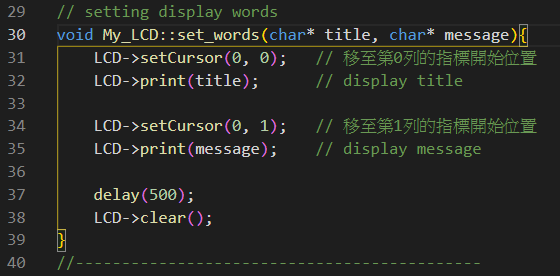 29 // setting display words
30 void My_LCD::set_words(char* title, char* message){
31 LCD->setCursor(0, 0); // 移至第0列的指標開始位置
32 LCD->print(title); // display title
33
34 LCD->setCursor(0, 1); // 移至第1列的指標開始位置
35 LCD->print(message); // display message
36
37 delay(500);
38 LCD->clear();
39 }
40 //--------------------------------------------